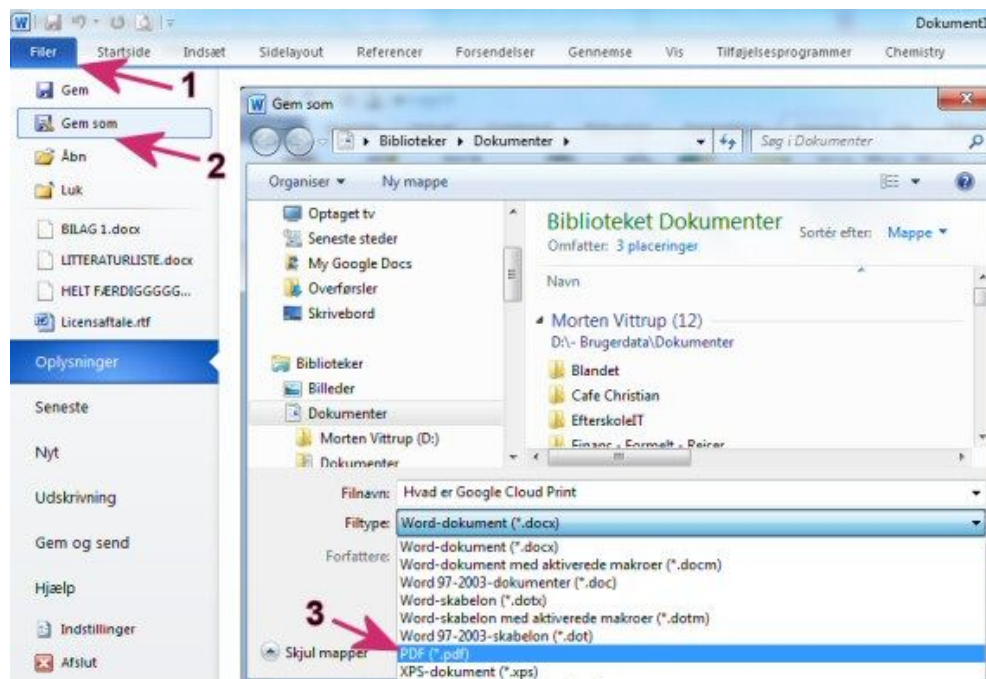 Dokument1
Filer Startside Indsæt Sidelayout Referencer Forsendelser Gennemse Vis Tilføjelsesprogrammer Chemistry
1
Gem
Gem som
2
Åbn
Luk
BILAG 1.docx
LITTERATURLISTE.docx
HELT FÆRDIGGGGG...
Licensaftale.rtf
Oplysninger
Seneste
Nyt
Udskrivning
Gem og send
Hjælp
Indstillinger
Afslut
Gem som
Biblioteker Dokumenter
Søg i Dokumenter
Organiser Ny mappe
Optaget tv
Seneste steder
My Google Docs
Overførsler
Skrivebord
Biblioteker
Billeder
Dokumenter
Morten Vittrup (D:)
Dokumenter
Biblioteket Dokumenter
Omfatter: 3 placeringer
Sortér efter: Mappe
Navn
Morten Vittrup (12)
D:\- Brugerdata\Dokumenter
Blandet
Cafe Christian
EfterskoleIT
Financ - Formelt - Rejser
Filnavn: Hvad er Google Cloud Print
Filtype: Word-dokument (*.docx)
Forfattere:
Word-dokument (*.docx)
Word-dokument med aktiverede makroer (*.docm)
Word 97-2003-dokumenter (*.doc)
Word-skabelon (*.dotx)
Word-skabelon med aktiverede makroer (*.dotm)
Word 97-2003-skabelon (*.dot)
3
PDF (*.pdf)
XPS-dokument (*.xps)
Skjul mapper